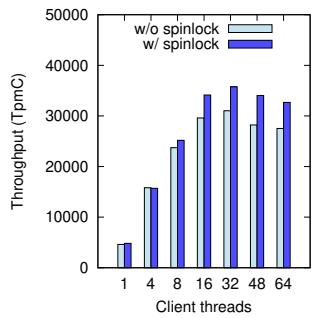 50000
40000
30000
20000
10000
0
Throughput (TpmC)
w/o spinlock
w/ spinlock
1 4 8 16 32 48 64
Client threads